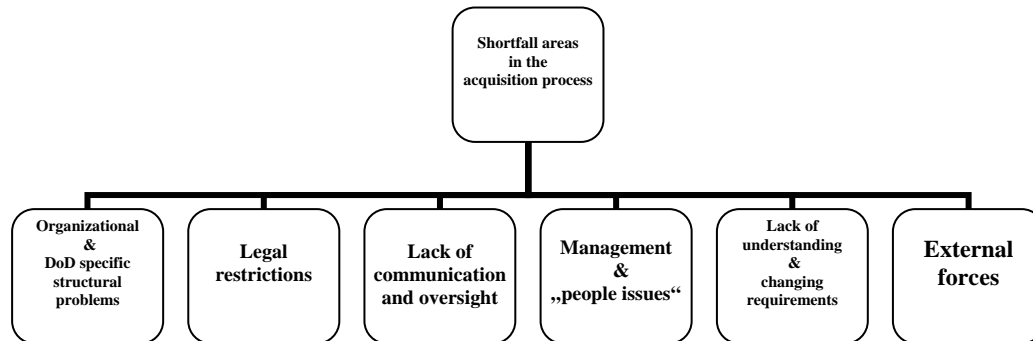 Shortfall areas
in the
acquisition process
Organizational
&
DoD specific
structural
problems
Legal
restrictions
Lack of
communication
and oversight
Management
&
„people issues“
Lack of
understanding
&
changing
requirements
External
forces